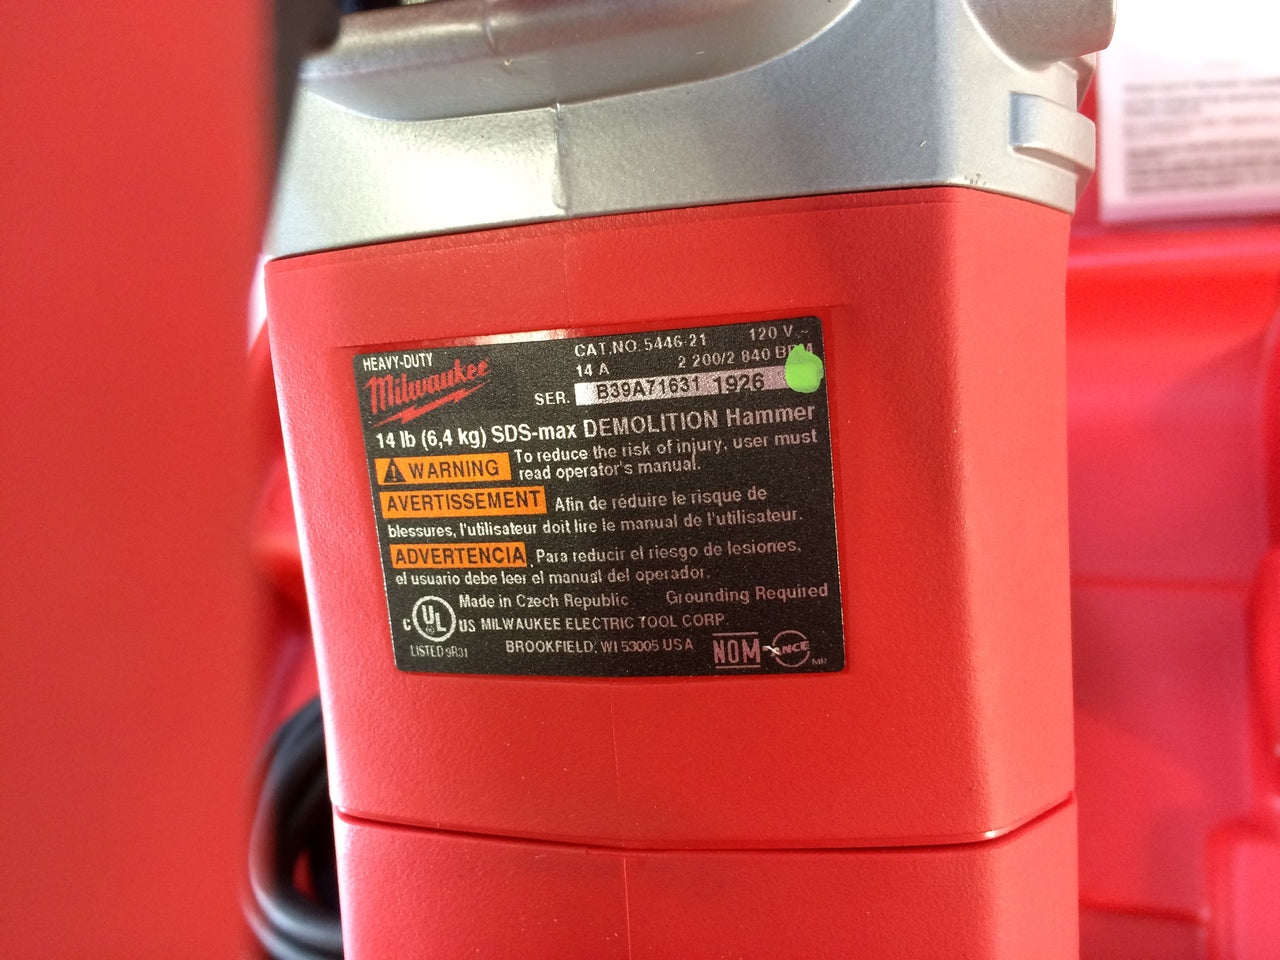 HEAVY-DUTY
Milwaukee
CAT.NO. 5446-21 120 V ~
14 A 2 200/2 840 BPM
SER. B39A71631 1926
14 lb (6,4 kg) SDS-max DEMOLITION Hammer
WARNING To reduce the risk of injury, user must
read operator's manual.
AVERTISSEMENT Afin de réduire le risque de
blessures, l'utilisateur doit lire le manual de l'utilisateur.
ADVERTENCIA Para reducir el riesgo de lesiones,
el usuario debe leer el manual del operador.
Made in Czech Republic Grounding Required
C UL US MILWAUKEE ELECTRIC TOOL CORP.
LISTED 9R31 BROOKFIELD, WI 53005 USA NOM NCE